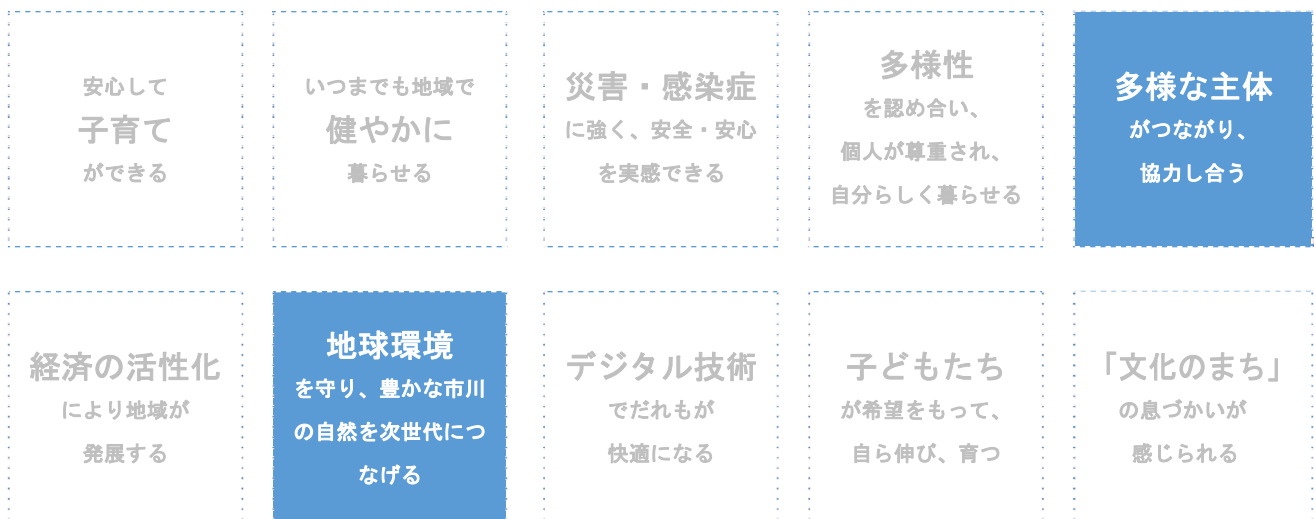 安心して
子育て
ができる
いつまでも地域で
健やかに
暮らせる
災害・感染症
に強く、安全・安心
を実感できる
多様性
を認め合い、
個人が尊重され、
自分らしく暮らせる
多様な主体
がつながり、
協力し合う
経済の活性化
により地域が
発展する
地球環境
を守り、豊かな市川
の自然を次世代につ
なげる
デジタル技術
でだれもが
快適になる
子どもたち
が希望をもって、
自ら伸び、育つ
「文化のまち」
の息づかいが
感じられる